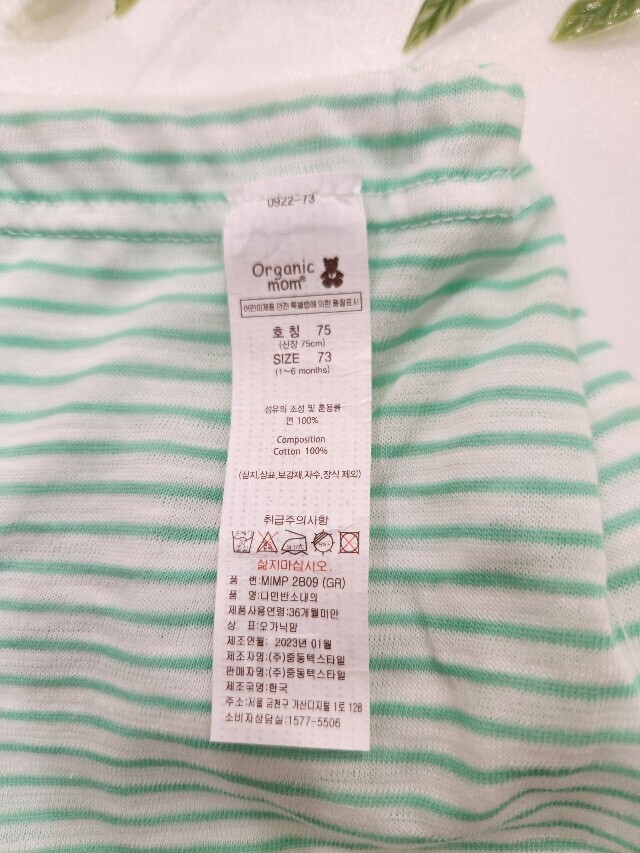 0922-73
Organic
mom®
어린이제품 안전 특별법에 의한 품질표시
호 칭 75
(신장 75cm)
SIZE 73
(1~6 months)
섬유의 조성 및 혼용률
면 100%
Composition
Cotton 100%
(심지,상표,보강재,자수,장식 제외)
취급주의사항
삶지마십시오.
품 번:MIMP 2B09 (GR)
품 명:나민반소내의
제품사용연령:36개월미만
상 표:오가닉맘
제조연월: 2023년 01월
제조자명:(주)중동텍스타일
판매자명:(주)중동텍스타일
제조국명:한국
주소:서울 금천구 가산디지털 1로 128
소비자상담실:1577-5506